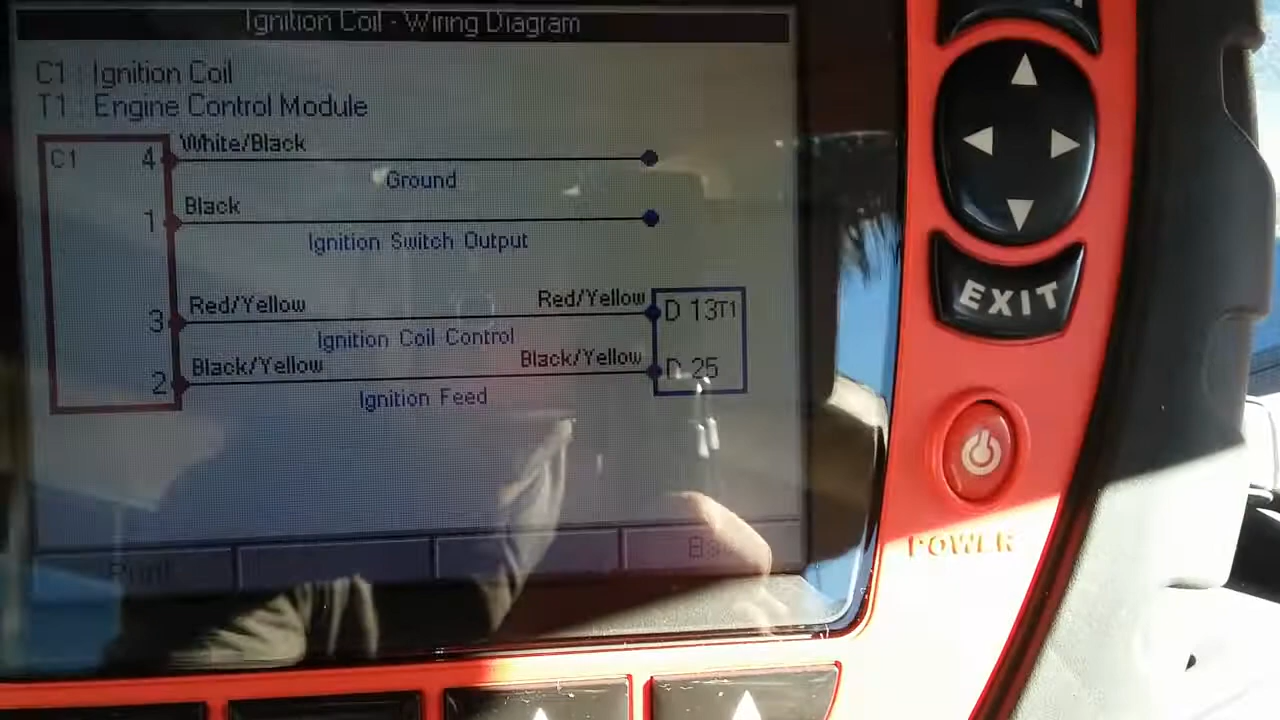 Ignition Coil - Wiring Diagram
C1 : Ignition Coil
T1 : Engine Control Module
C1 4 White/Black
Ground
1 Black
Ignition Switch Output
3 Red/Yellow Red/Yellow D 13 T1
Ignition Coil Control
2 Black/Yellow Black/Yellow D 25
Ignition Feed
Print
EXIT
POWER